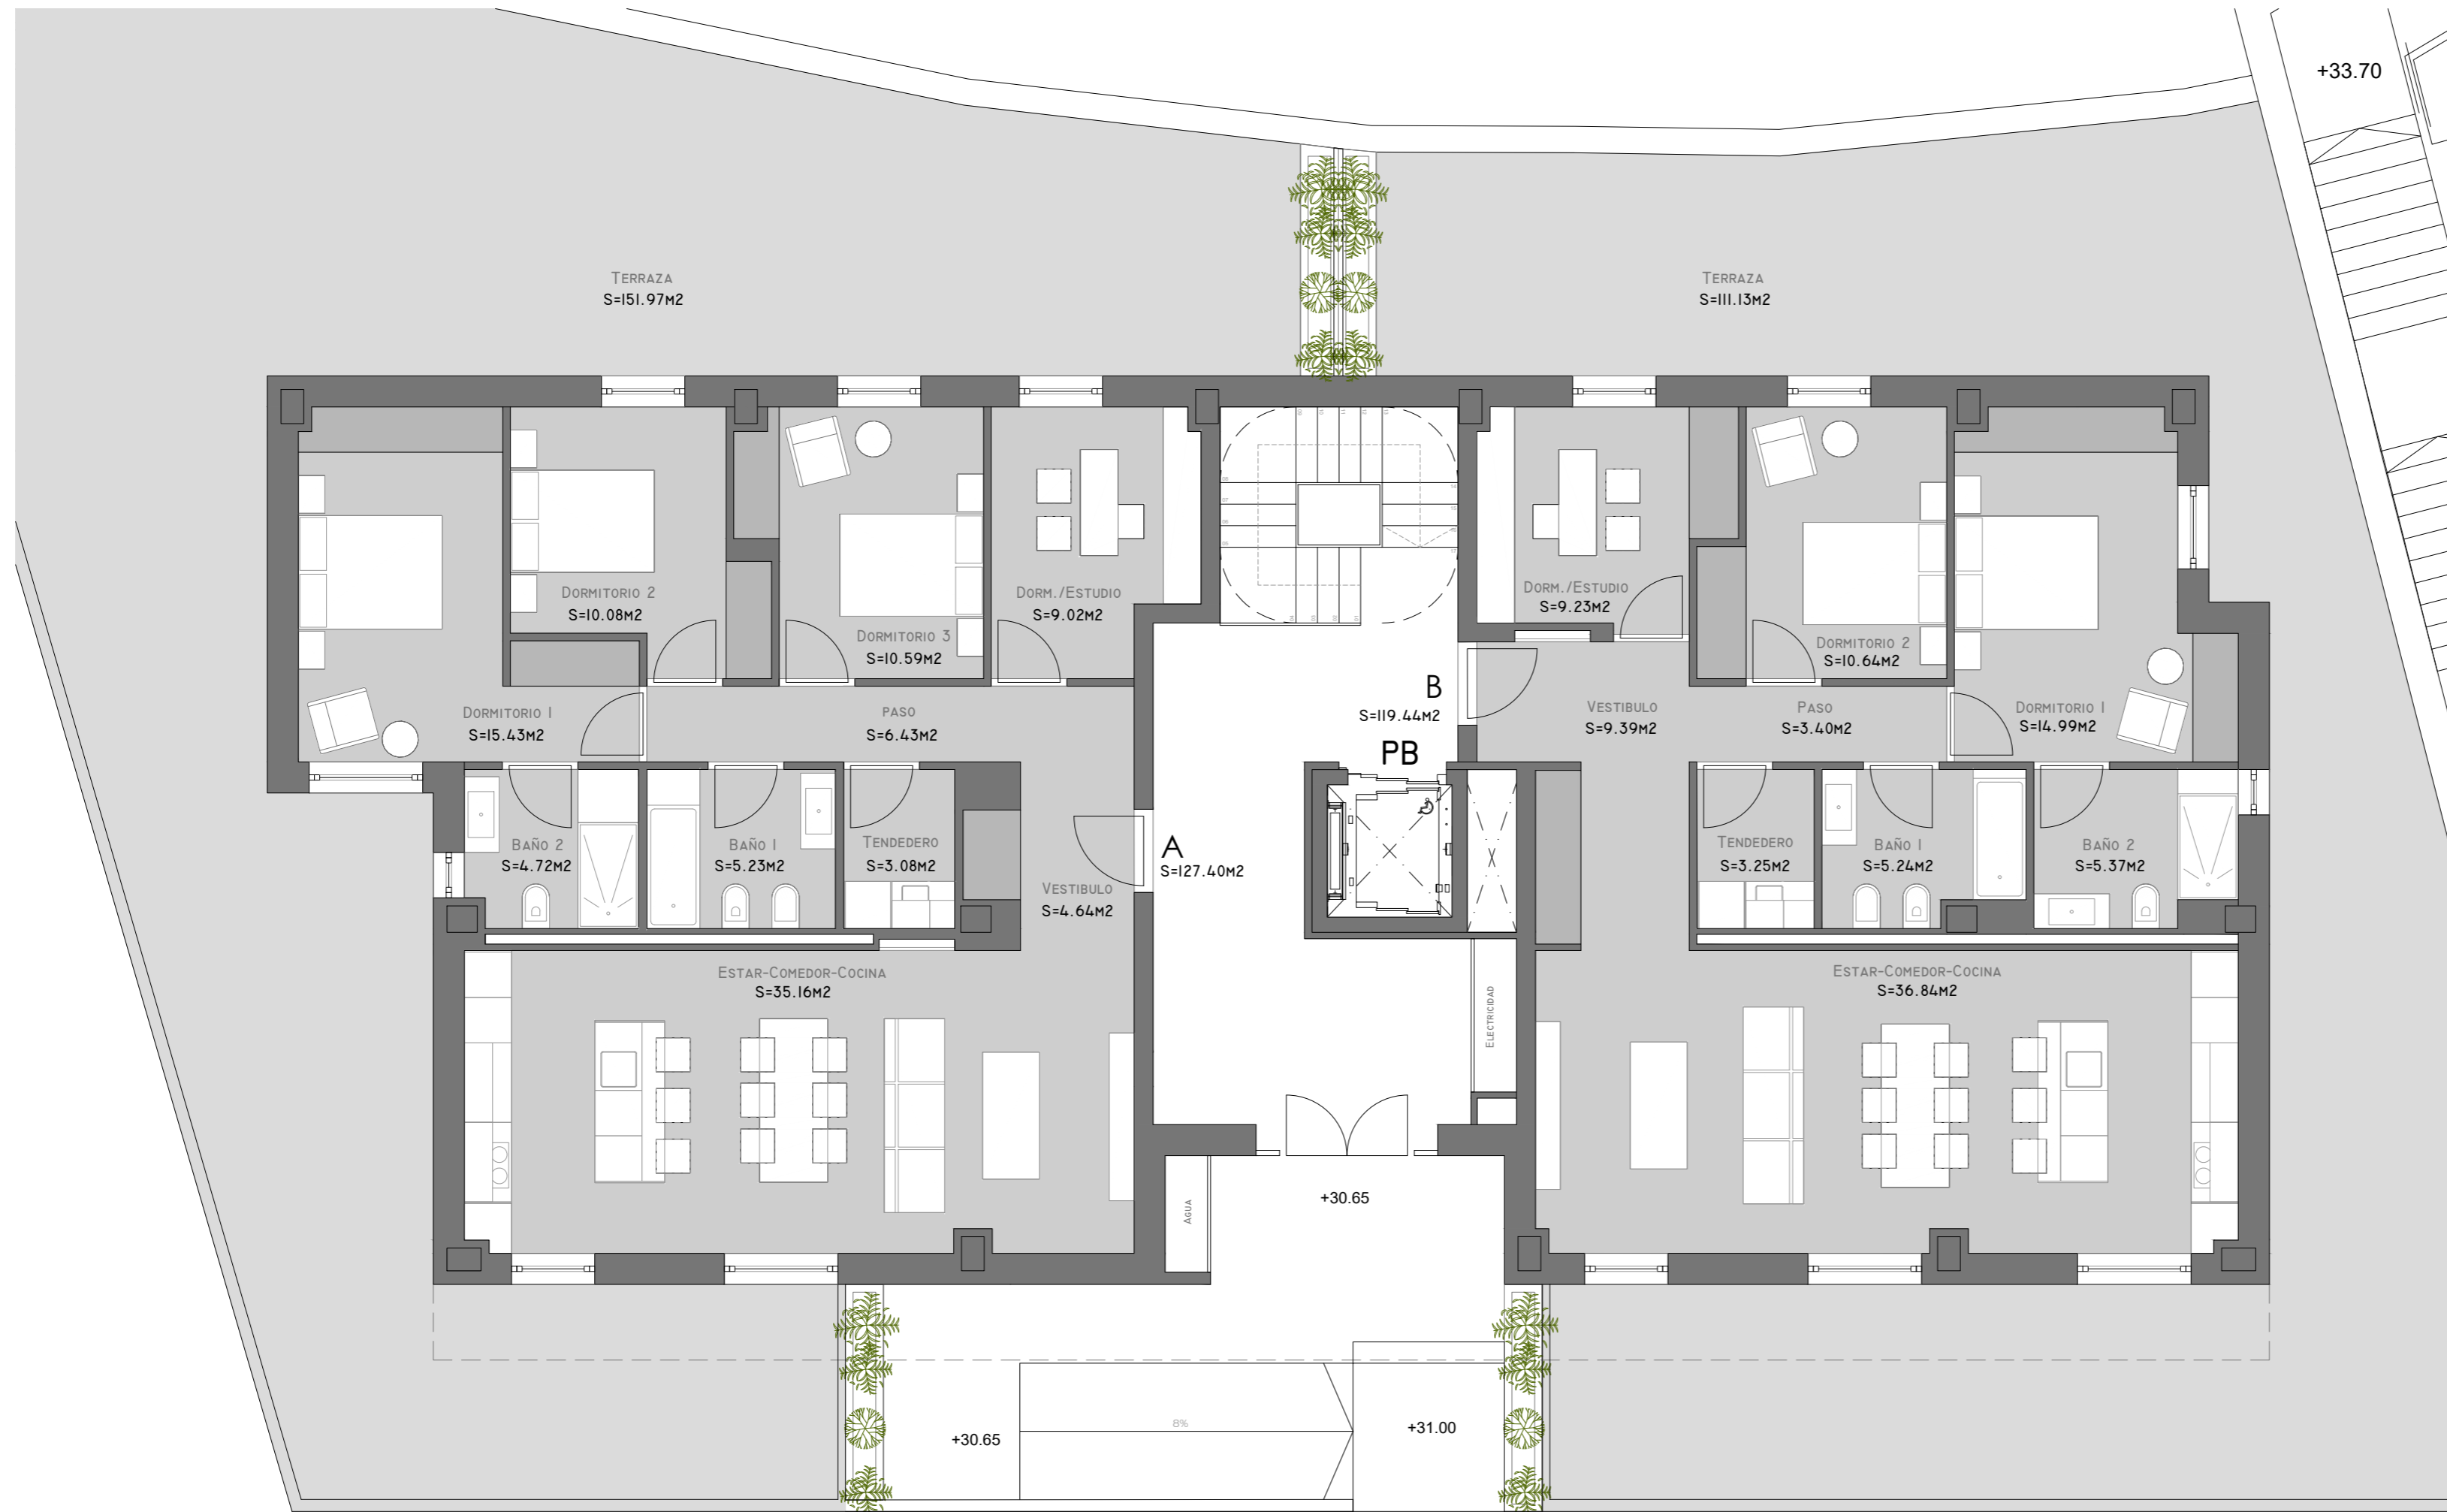 +33.70
TERRAZA
S=151.97M2
TERRAZA
S=111.13M2
DORMITORIO 2
S=10.08M2
DORMITORIO 3
S=10.59M2
DORM./ESTUDIO
S=9.02M2
DORM./ESTUDIO
S=9.23M2
DORMITORIO 2
S=10.64M2
DORMITORIO 1
S=15.43M2
PASO
S=6.43M2
B
S=119.44M2
PB
VESTIBULO
S=9.39M2
PASO
S=3.40M2
DORMITORIO 1
S=14.99M2
BAÑO 2
S=4.72M2
BAÑO 1
S=5.23M2
TENDEDERO
S=3.08M2
VESTIBULO
S=4.64M2
A
S=127.40M2
TENDEDERO
S=3.25M2
BAÑO 1
S=5.24M2
BAÑO 2
S=5.37M2
ESTAR-COMEDOR-COCINA
S=35.16M2
ELECTRICIDAD
ESTAR-COMEDOR-COCINA
S=36.84M2
AGUA
+30.65
8%
+30.65
+31.00